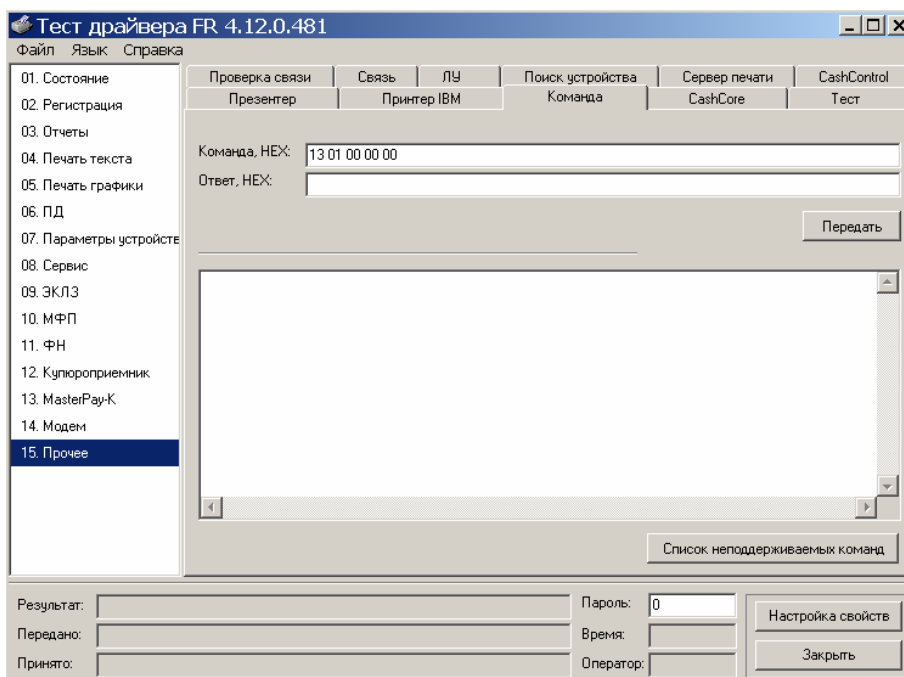 Тест драйвера FR 4.12.0.481
Файл Язык Справка
01. Состояние
02. Регистрация
03. Отчеты
04. Печать текста
05. Печать графики
06. ПД
07. Параметры устройств
08. Сервис
09. ЭКЛЗ
10. МФП
11. ФН
12. Купюроприемник
13. MasterPay-K
14. Модем
15. Прочее
Проверка связи Связь ЛУ Поиск устройства Сервер печати CashControl
Презентер Принтер IBM Команда CashCore Тест
Команда, HEX: 13 01 00 00 00
Ответ, HEX:
Передать
Список неподдерживаемых команд
Результат:
Передано:
Принято:
Пароль: 0
Время:
Оператор:
Настройка свойств
Закрыть